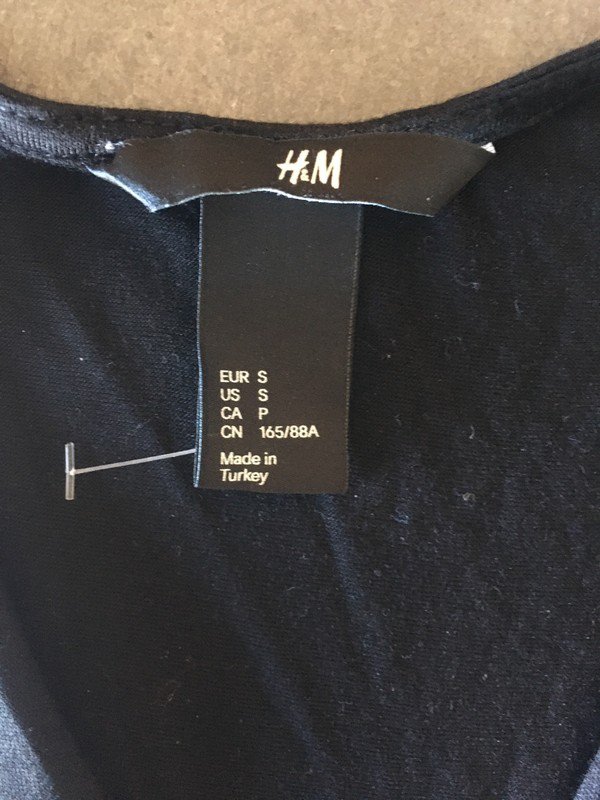 H&M
EUR S
US S
CA P
CN 165/88A
Made in
Turkey